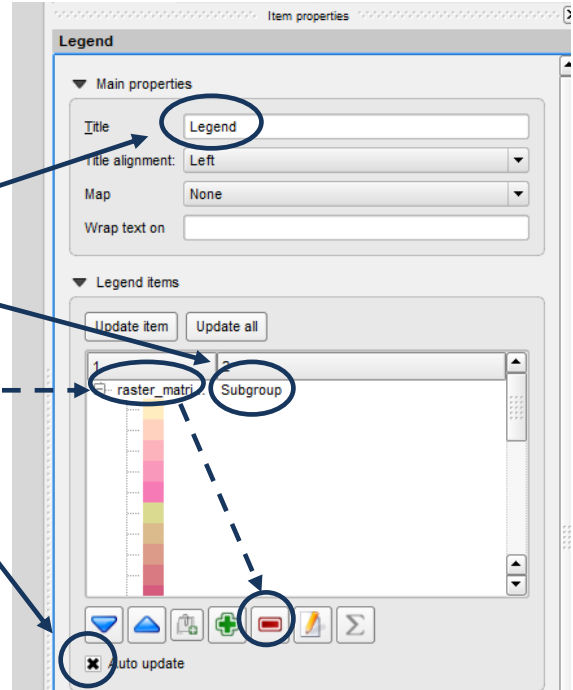 Item properties
Legend
Main properties
Title Legend
Title alignment: Left
Map None
Wrap text on
Legend items
Update item Update all
1 2
raster_matri... Subgroup
Σ
Auto update